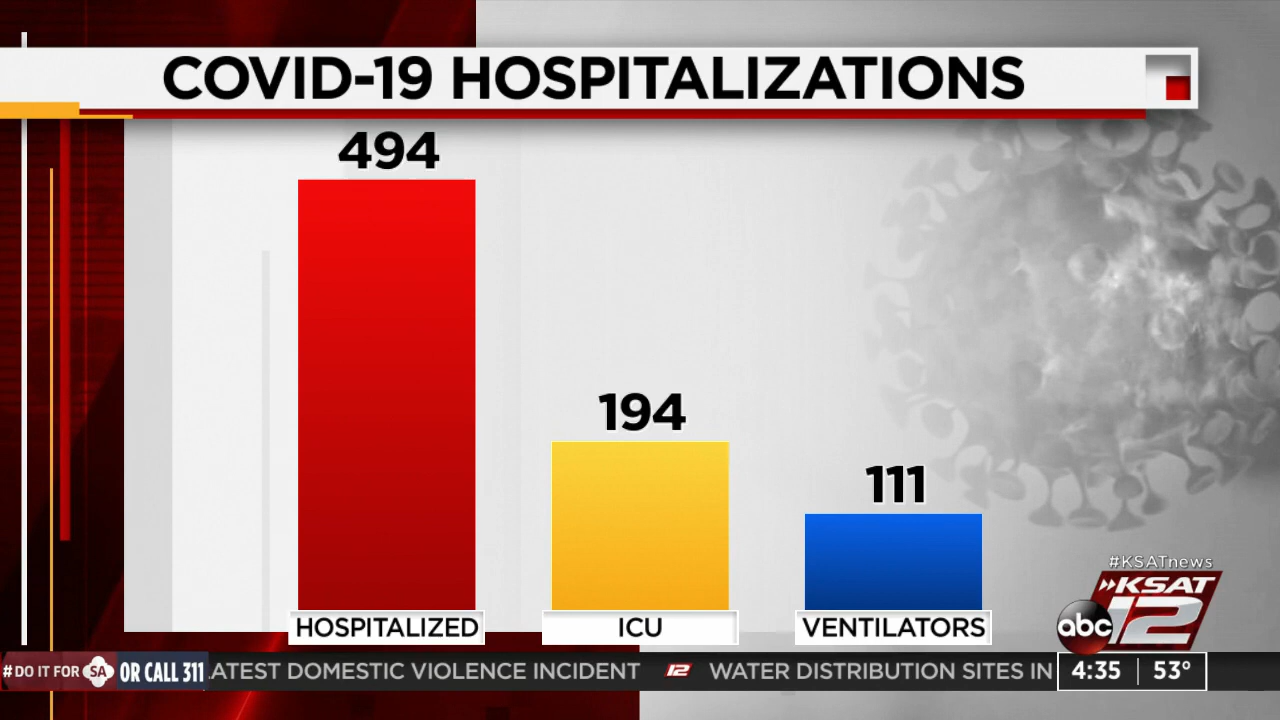 COVID-19 HOSPITALIZATIONS
494
194
111
HOSPITALIZED
ICU
VENTILATORS
#KSATnews
KSAT
abc
12
#DO IT FOR SA OR CALL 311
ATEST DOMESTIC VIOLENCE INCIDENT 12 WATER DISTRIBUTION SITES IN
4:35
53°